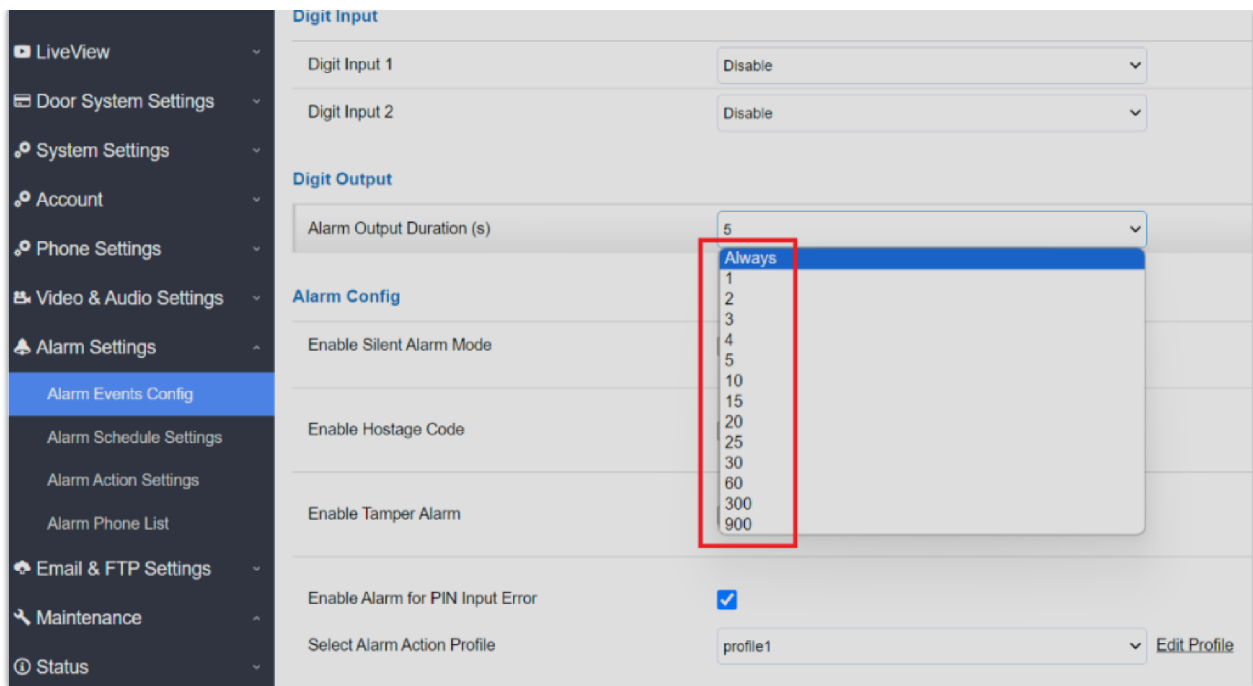 Digit Input
LiveView
Digit Input 1 Disable
Door System Settings
Digit Input 2 Disable
System Settings
Digit Output
Account
Alarm Output Duration (s) 5
Phone Settings
Always
1
Video & Audio Settings
Alarm Config
2
3
Alarm Settings
Enable Silent Alarm Mode
4
5
Alarm Events Config
10
15
Alarm Schedule Settings
Enable Hostage Code
20
25
Alarm Action Settings
30
60
Alarm Phone List
Enable Tamper Alarm
300
900
Email & FTP Settings
Enable Alarm for PIN Input Error
Maintenance
Select Alarm Action Profile profile1 Edit Profile
Status